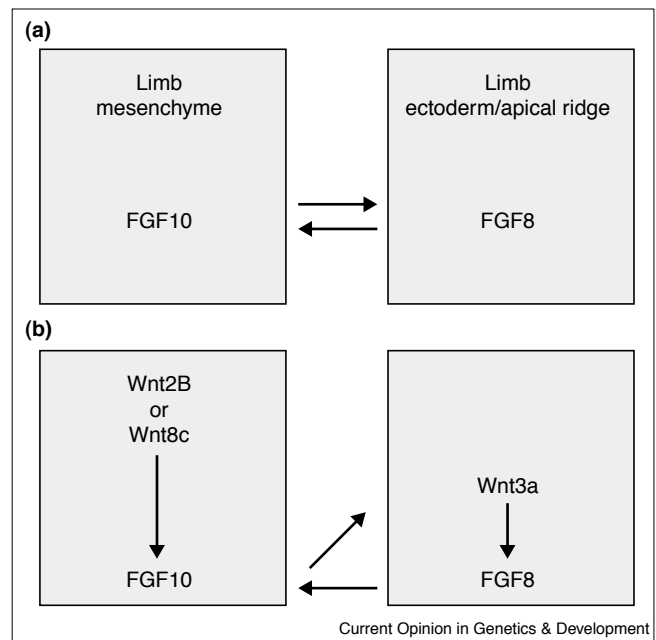 (a)
Limb
mesenchyme
Limb
ectoderm/apical ridge
FGF10
FGF8
(b)
Wnt2B
or
Wnt8c
Wnt3a
FGF10
FGF8
Current Opinion in Genetics & Development